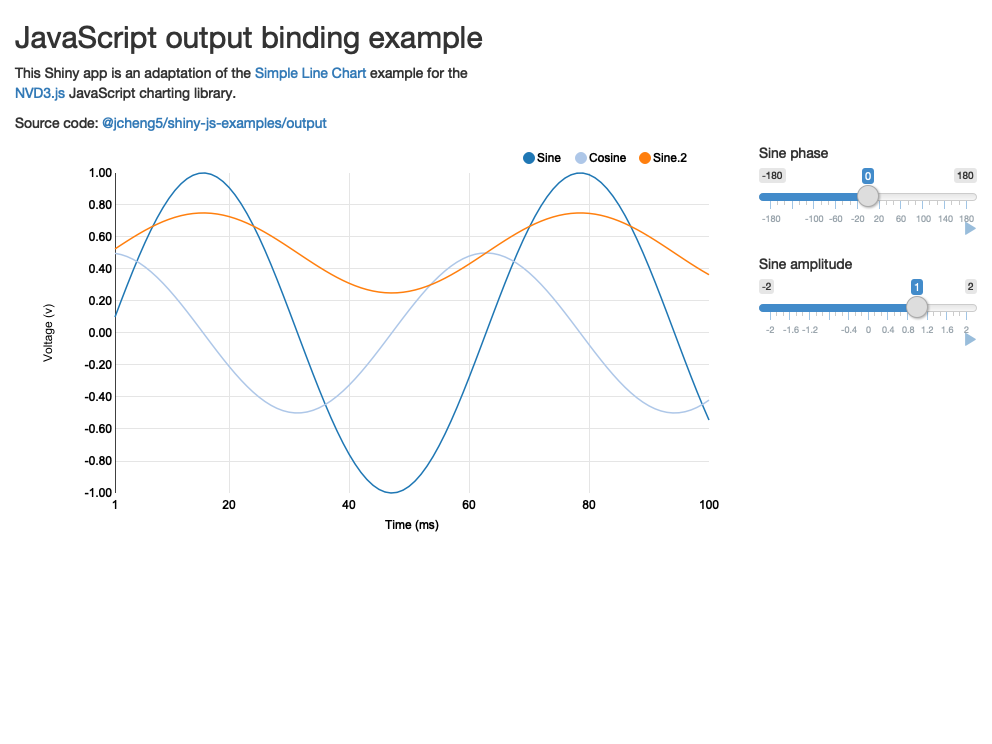 JavaScript output binding example
This Shiny app is an adaptation of the Simple Line Chart example for the
NVD3.js JavaScript charting library.
Source code: @jcheng5/shiny-js-examples/output
Sine Cosine Sine.2
1.00
0.80
0.60
0.40
0.20
0.00
-0.20
-0.40
-0.60
-0.80
-1.00
Voltage (v)
1 20 40 60 80 100
Time (ms)
Sine phase
-180 0 180
-180 -100 -60 -20 20 60 100 140 180
Sine amplitude
-2 1 2
-2 -1.6 -1.2 -0.4 0 0.4 0.8 1.2 1.6 2